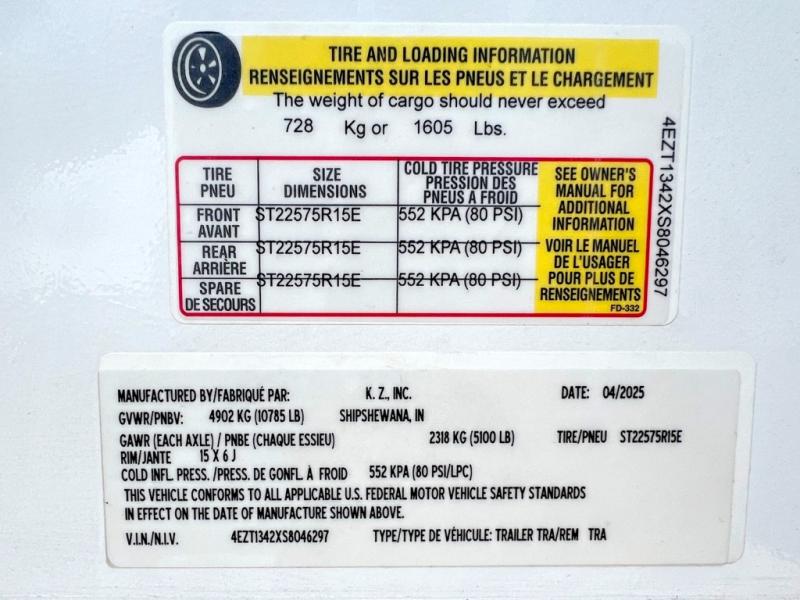 TIRE AND LOADING INFORMATION
RENSEIGNEMENTS SUR LES PNEUS ET LE CHARGEMENT
The weight of cargo should never exceed
728 Kg or 1605 Lbs.
TIRE
PNEU
SIZE
DIMENSIONS
COLD TIRE PRESSURE
PRESSION DES
PNEUS A FROID
FRONT
AVANT
ST22575R15E
552 KPA (80 PSI)
REAR
ARRIÈRE
ST22575R15E
552 KPA (80 PSI)
SPARE
DE SECOURS
ST22575R15E
552 KPA (80 PSI)
SEE OWNER'S
MANUAL FOR
ADDITIONAL
INFORMATION
VOIR LE MANUEL
DE L'USAGER
POUR PLUS DE
RENSEIGNEMENTS
FD-332
4EZT1342XS8046297
MANUFACTURED BY/FABRIQUÉ PAR: K. Z., INC. DATE: 04/2025
GVWR/PNBV: 4902 KG (10785 LB) SHIPSHEWANA, IN
GAWR (EACH AXLE) / PNBE (CHAQUE ESSIEU) 2318 KG (5100 LB) TIRE/PNEU ST22575R15E
RIM/JANTE 15 X 6 J
COLD INFL. PRESS. /PRESS. DE GONFL. À FROID 552 KPA (80 PSI/LPC)
THIS VEHICLE CONFORMS TO ALL APPLICABLE U.S. FEDERAL MOTOR VEHICLE SAFETY STANDARDS
IN EFFECT ON THE DATE OF MANUFACTURE SHOWN ABOVE.
V.I.N./N.I.V. 4EZT1342XS8046297 TYPE/TYPE DE VÉHICULE: TRAILER TRA/REM TRA